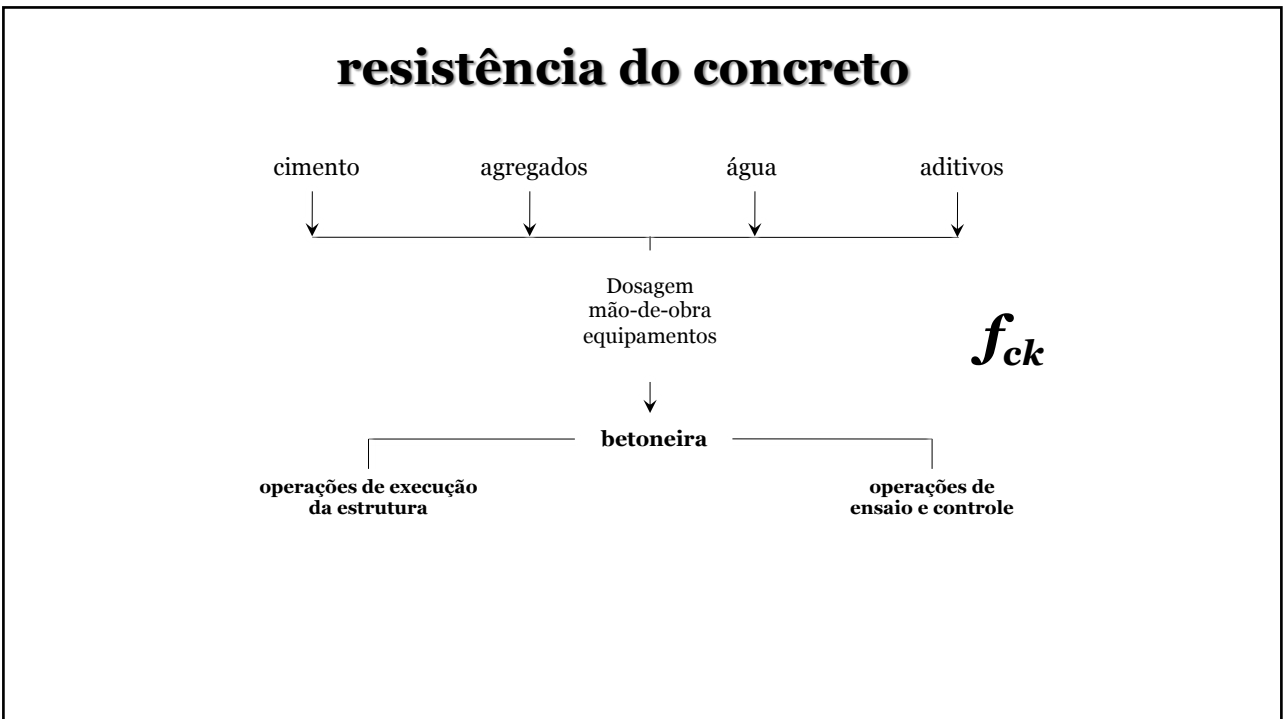 resistência do concreto
cimento
agregados
água
aditivos
Dosagem
mão-de-obra
equipamentos
fck
betoneira
operações de execução
da estrutura
operações de
ensaio e controle